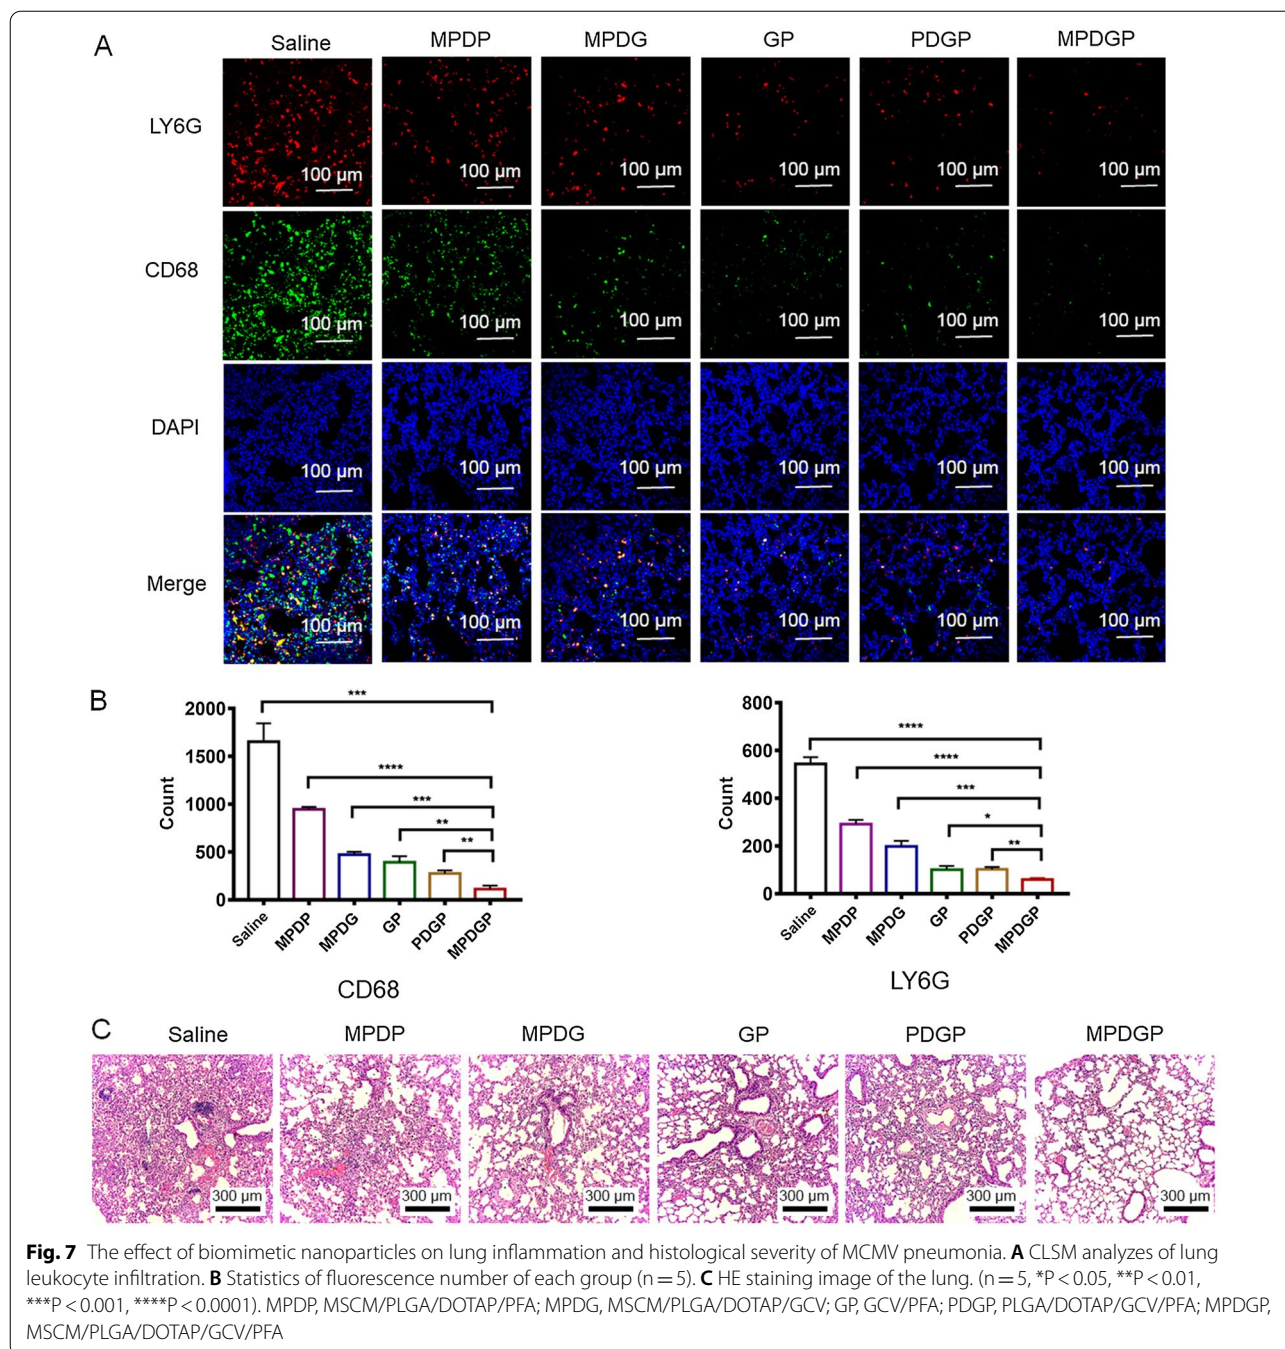 A
Saline MPDP MPDG GP PDGP MPDGP
LY6G
100 µm 100 µm 100 µm 100 µm 100 µm 100 µm
CD68
100 µm 100 µm 100 µm 100 µm 100 µm 100 µm
DAPI
100 µm 100 µm 100 µm 100 µm 100 µm 100 µm
Merge
100 µm 100 µm 100 µm 100 µm 100 µm 100 µm
B
Count
2000
1500
1000
500
0
***
****
***
**
**
Saline MPDP MPDG GP PDGP MPDGP
CD68
Count
800
600
400
200
0
****
****
***
*
**
Saline MPDP MPDG GP PDGP MPDGP
LY6G
C
Saline MPDP MPDG GP PDGP MPDGP
300 µm 300 µm 300 µm 300 µm 300 µm 300 µm
Fig. 7 The effect of biomimetic nanoparticles on lung inflammation and histological severity of MCMV pneumonia. A CLSM analyzes of lung
leukocyte infiltration. B Statistics of fluorescence number of each group (n = 5). C HE staining image of the lung. (n = 5, *P < 0.05, **P < 0.01,
***P < 0.001, ****P < 0.0001). MPDP, MSCM/PLGA/DOTAP/PFA; MPDG, MSCM/PLGA/DOTAP/GCV; GP, GCV/PFA; PDGP, PLGA/DOTAP/GCV/PFA; MPDGP,
MSCM/PLGA/DOTAP/GCV/PFA